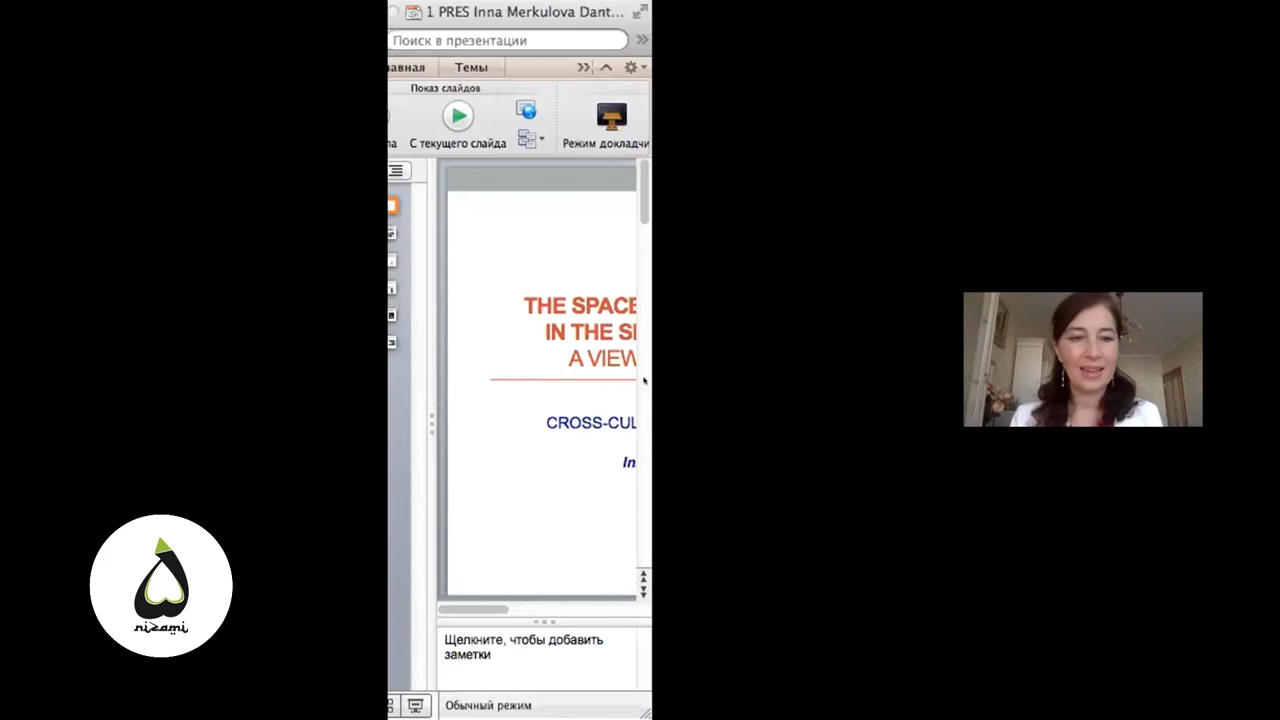 1 PRES Inna Merkulova Dant...
Поиск в презентации
авная Темы
Показ слайдов
ла С текущего слайда Режим докладчи
THE SPACE
IN THE S
A VIEW
CROSS-CUL
In
Щелкните, чтобы добавить
заметки
Обычный режим
nizami